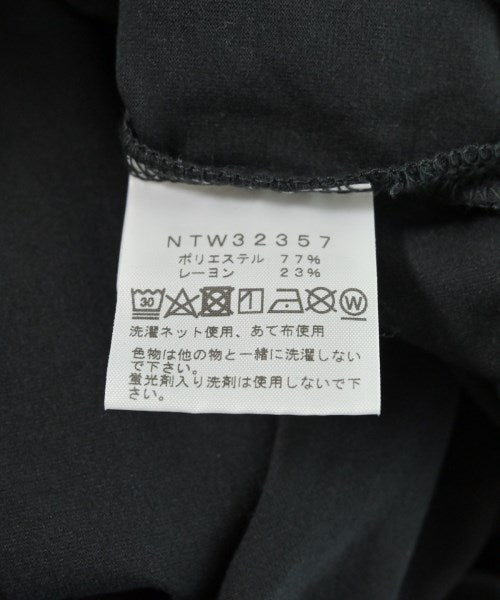 NTW32357
ポリエステル 77%
レーヨン 23%
30 W
洗濯ネット使用、あて布使用
色物は他の物と一緒に洗濯しない
で下さい。
蛍光剤入り洗剤は使用しないで下
さい。